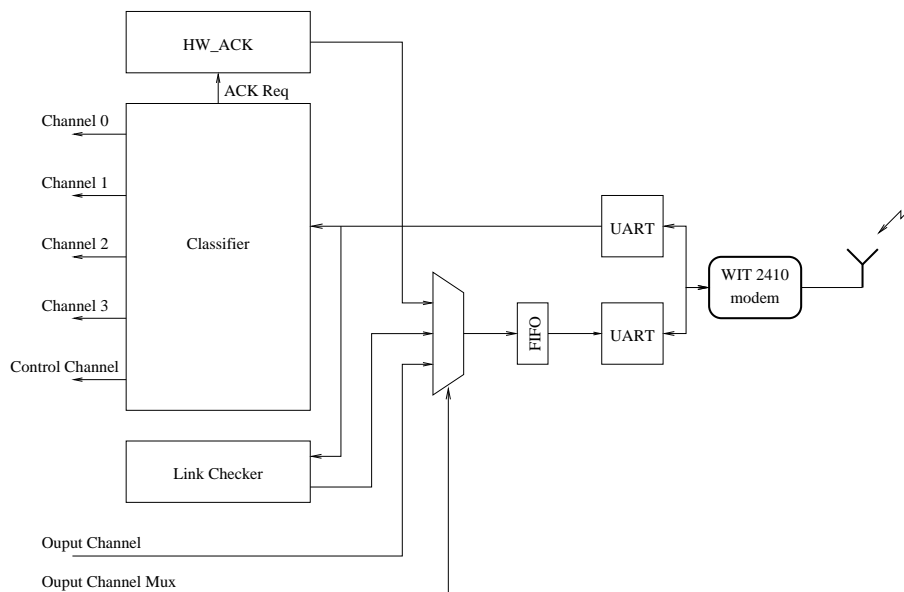 HW_ACK
ACK Req
Channel 0
Channel 1
Channel 2
Channel 3
Control Channel
Classifier
UART
WIT 2410
modem
FIFO
UART
Link Checker
Ouput Channel
Ouput Channel Mux